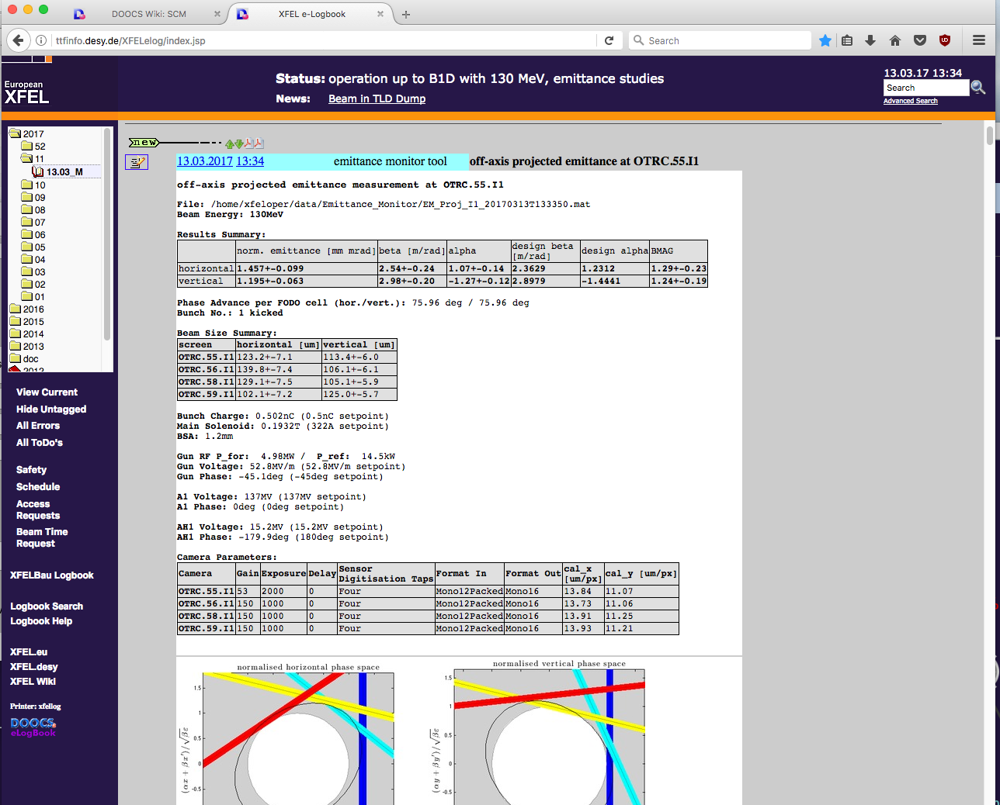 DOOCS Wiki: SCM
XFEL e-Logbook
ttfinfo.desy.de/XFELelog/index.jsp
Search
European
XFEL
Status: operation up to B1D with 130 MeV, emittance studies
News: Beam in TLD Dump
13.03.17 13:34
Search
Advanced Search
2017
52
11
13.03_M
10
09
08
07
06
05
04
03
02
01
2016
2015
2014
2013
doc
2012
View Current
Hide Untagged
All Errors
All ToDo's
Safety
Schedule
Access
Requests
Beam Time
Request
XFELBau Logbook
Logbook Search
Logbook Help
XFEL.eu
XFEL.desy
XFEL Wiki
Printer: xfellog
DOOCS
eLogBook
new
13.03.2017 13:34 emittance monitor tool off-axis projected emittance at OTRC.55.I1
off-axis projected emittance measurement at OTRC.55.I1
File: /home/xfeloper/data/Emittance_Monitor/EM_Proj_I1_20170313T133350.mat
Beam Energy: 130MeV
Results Summary:
norm. emittance [mm mrad] beta [m/rad] alpha design beta [m/rad] design alpha BMAG
horizontal 1.457+-0.099 2.54+-0.24 1.07+-0.14 2.3629 1.2312 1.29+-0.23
vertical 1.195+-0.063 2.98+-0.20 -1.27+-0.12 2.8979 -1.4441 1.24+-0.19
Phase Advance per FODO cell (hor./vert.): 75.96 deg / 75.96 deg
Bunch No.: 1 kicked
Beam Size Summary:
screen horizontal [um] vertical [um]
OTRC.55.I1 123.2+-7.1 113.4+-6.0
OTRC.56.I1 139.8+-7.4 106.1+-6.1
OTRC.58.I1 129.1+-7.5 105.1+-5.9
OTRC.59.I1 102.1+-7.2 125.0+-5.7
Bunch Charge: 0.502nC (0.5nC setpoint)
Main Solenoid: 0.1932T (322A setpoint)
BSA: 1.2mm
Gun RF P_for: 4.98MW / P_ref: 14.5kW
Gun Voltage: 52.8MV/m (52.8MV/m setpoint)
Gun Phase: -45.1deg (-45deg setpoint)
A1 Voltage: 137MV (137MV setpoint)
A1 Phase: 0deg (0deg setpoint)
AH1 Voltage: 15.2MV (15.2MV setpoint)
AH1 Phase: -179.9deg (180deg setpoint)
Camera Parameters:
Camera Gain Exposure Delay Sensor Digitisation Taps Format In Format Out cal_x [um/px] cal_y [um/px]
OTRC.55.I1 53 2000 0 Four Mono12Packed Mono16 13.84 11.07
OTRC.56.I1 150 1000 0 Four Mono12Packed Mono16 13.73 11.06
OTRC.58.I1 150 1000 0 Four Mono12Packed Mono16 13.91 11.25
OTRC.59.I1 150 1000 0 Four Mono12Packed Mono16 13.93 11.21
normalised horizontal phase space
1.5
1
0.5
0
-0.5
(αx + βx′)/√βε
normalised vertical phase space
1.5
1
0.5
0
-0.5
(αy + βy′)/√βε